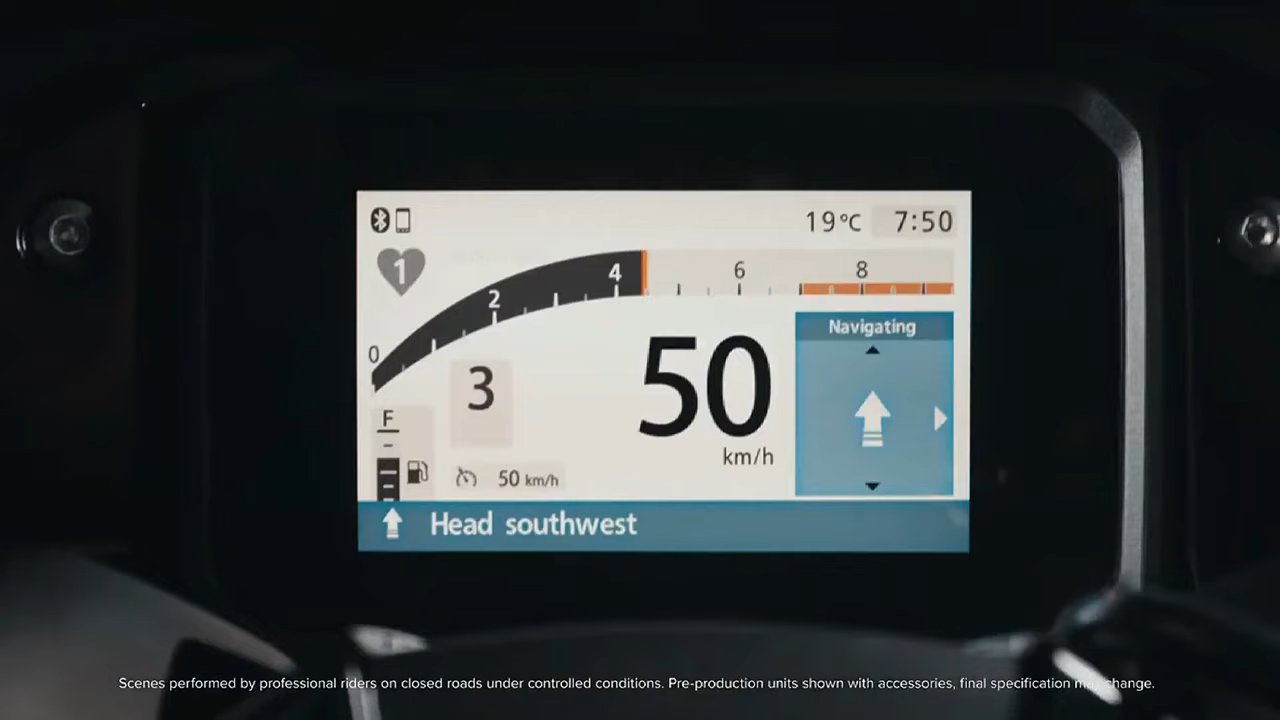 19°C 7:50
1
0 2 4 6 8
Navigating
3
50
km/h
F
50 km/h
Head southwest
Scenes performed by professional riders on closed roads under controlled conditions. Pre-production units shown with accessories, final specification may change.